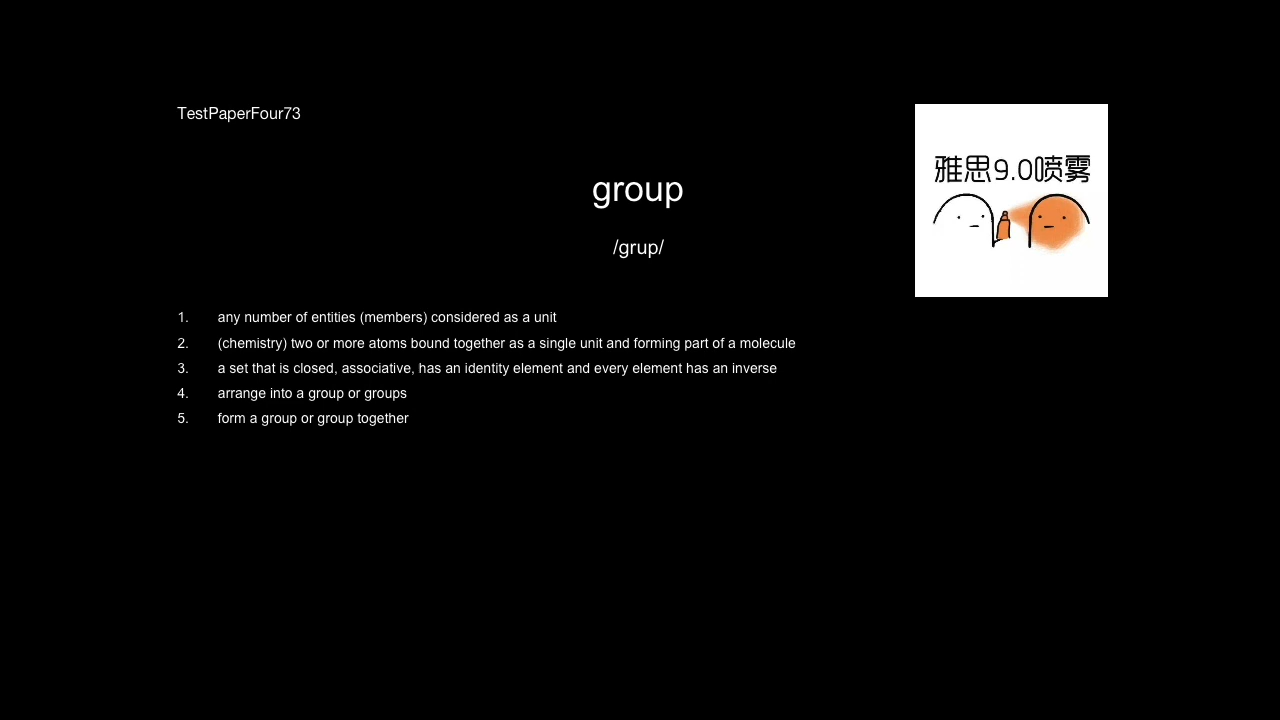 TestPaperFour73
雅思9.0喷雾
group
/grup/
1. any number of entities (members) considered as a unit
2. (chemistry) two or more atoms bound together as a single unit and forming part of a molecule
3. a set that is closed, associative, has an identity element and every element has an inverse
4. arrange into a group or groups
5. form a group or group together